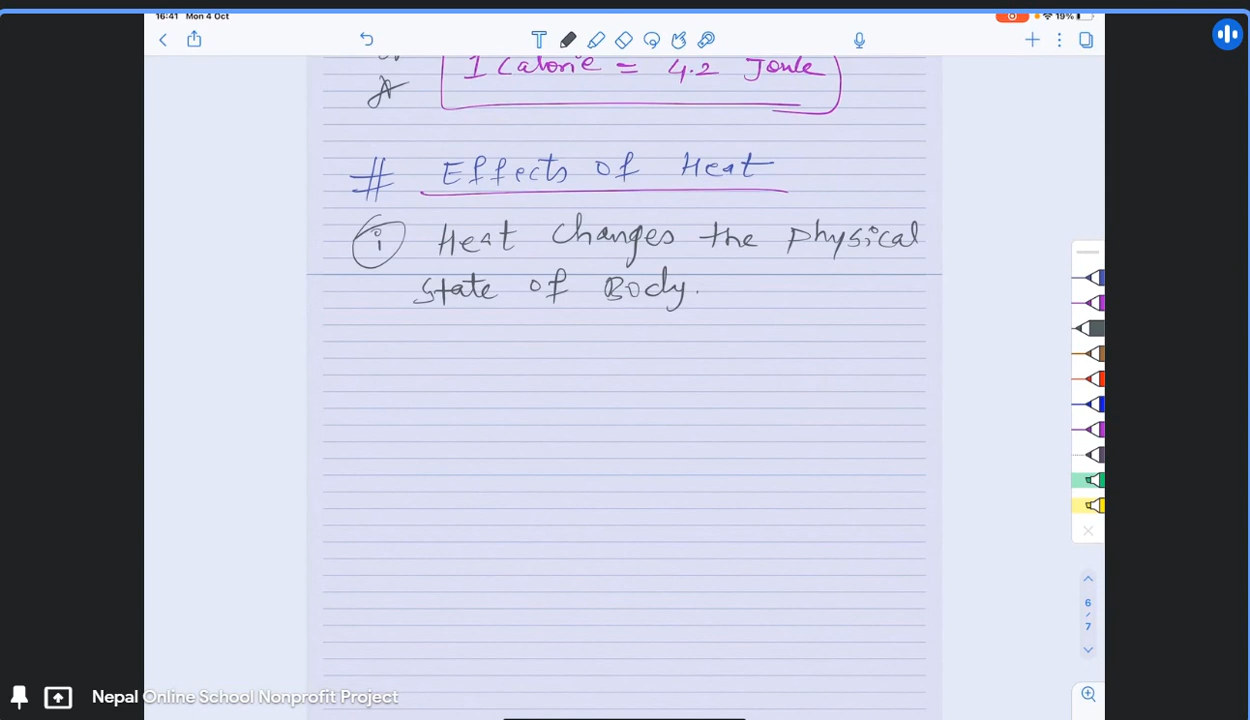 16:41 Mon 4 Oct
19%
1 Calorie = 4.2 Joule
# Effects of Heat
(i) Heat changes the physical
state of Body.
6
/
7
Nepal Online School Nonprofit Project